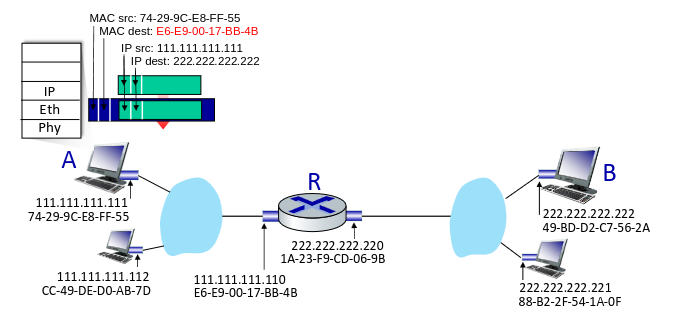 MAC src: 74-29-9C-E8-FF-55
MAC dest: E6-E9-00-17-BB-4B
IP src: 111.111.111.111
IP dest: 222.222.222.222
IP
Eth
Phy
A
R
B
111.111.111.111
74-29-9C-E8-FF-55
222.222.222.222
49-BD-D2-C7-56-2A
222.222.222.220
1A-23-F9-CD-06-9B
111.111.111.112
CC-49-DE-D0-AB-7D
111.111.111.110
E6-E9-00-17-BB-4B
222.222.222.221
88-B2-2F-54-1A-0F